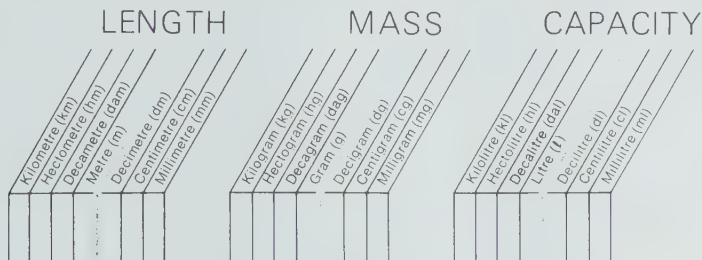 LENGTH
Kilometre (km)
Hectometre (hm)
Decametre (dam)
Metre (m)
Decimetre (dm)
Centimetre (cm)
Millimetre (mm)
MASS
Kilogram (kg)
Hectogram (hg)
Decagram (dag)
Gram (g)
Decigram (dg)
Centigram (cg)
Milligram (mg)
CAPACITY
Kilolitre (kl)
Hectolitre (hl)
Decalitre (dal)
Litre (ℓ)
Decilitre (dl)
Centilitre (cl)
Millilitre (ml)